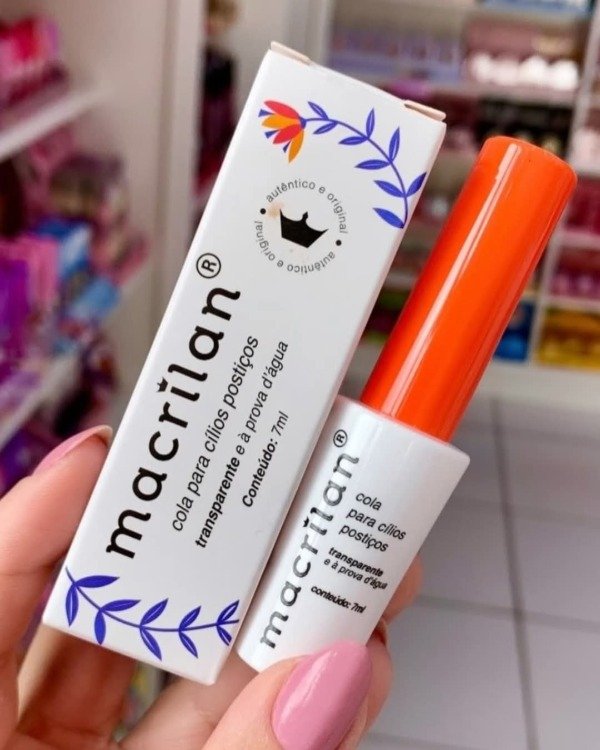 autêntico e original
autêntico e original
macrilan®
cola para cílios postiços
transparente e à prova d'água
Conteúdo: 7ml
macrilan®
cola
para cílios
postiços
transparente
e à prova d'água
conteúdo: 7ml